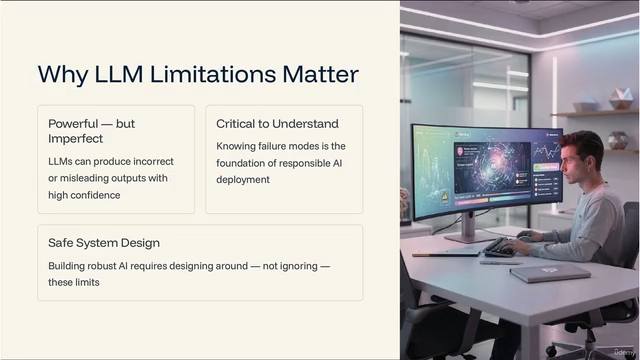 Why LLM Limitations Matter
Powerful — but
Imperfect
LLMs can produce incorrect
or misleading outputs with
high confidence
Critical to Understand
Knowing failure modes is the
foundation of responsible AI
deployment
Safe System Design
Building robust AI requires designing around — not ignoring —
these limits
ûdemy